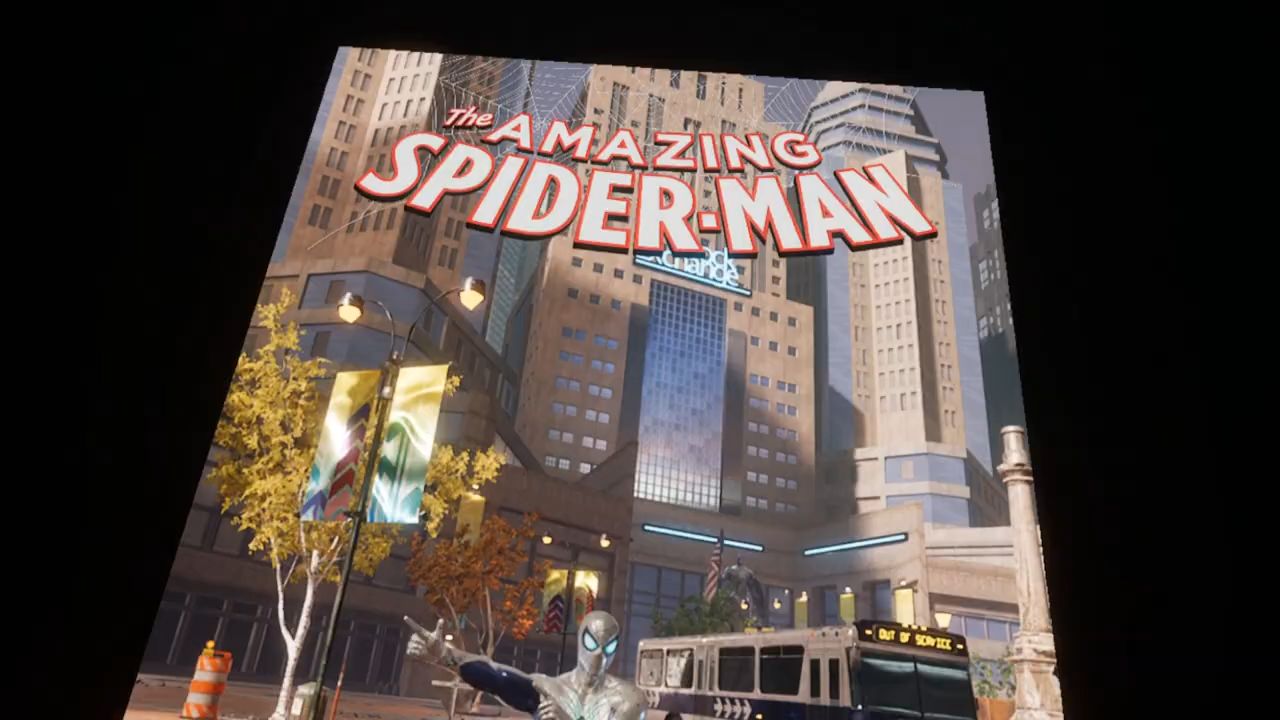 The AMAZING
SPIDER-MAN
OUT OF SERVICE